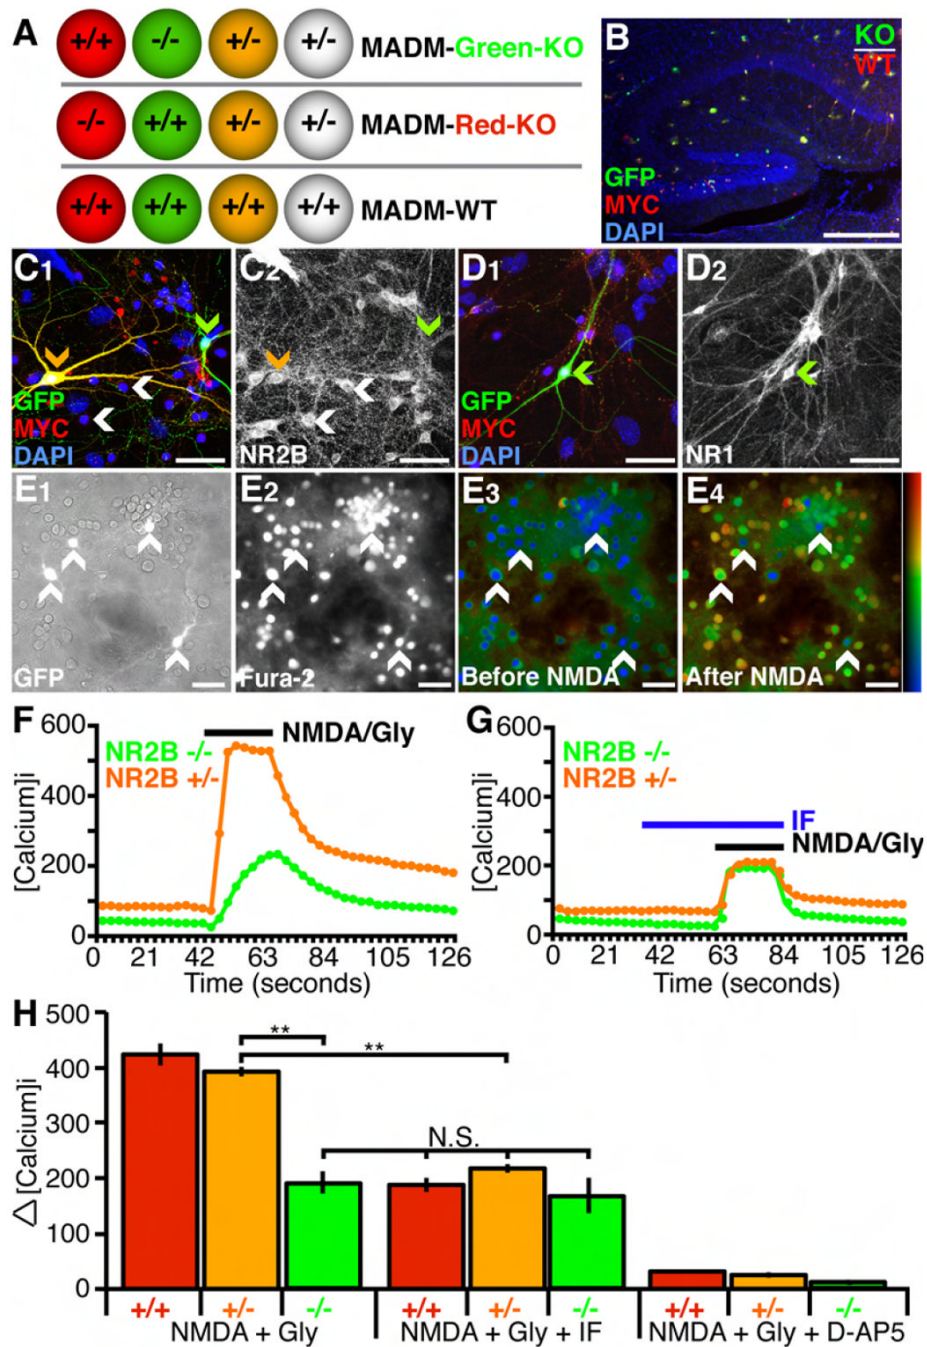 A
+/+ -/- +/- +/- MADM-Green-KO
-/- +/+ +/- +/- MADM-Red-KO
+/+ +/+ +/+ +/+ MADM-WT
B
KO
WT
GFP
MYC
DAPI
C1
GFP
MYC
DAPI
C2
NR2B
D1
GFP
MYC
DAPI
D2
NR1
E1
GFP
E2
Fura-2
E3
Before NMDA
E4
After NMDA
F
NMDA/Gly
NR2B -/-
NR2B +/-
[Calcium]i
600
400
200
0
0 21 42 63 84 105 126
Time (seconds)
G
NR2B -/-
NR2B +/-
IF
NMDA/Gly
[Calcium]i
600
400
200
0
0 21 42 63 84 105 126
Time (seconds)
H
△ [Calcium]i
500
400
300
200
100
0
**
**
N.S.
+/+ +/- -/- +/+ +/- -/- +/+ +/- -/-
NMDA + Gly NMDA + Gly + IF NMDA + Gly + D-AP5